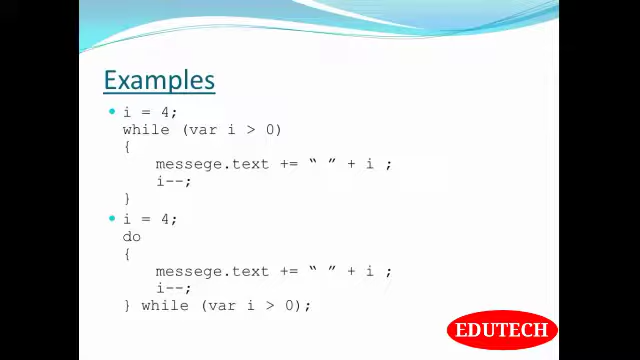 Examples
• i = 4;
while (var i > 0)
{
messege.text += “ ” + i ;
i--;
}
• i = 4;
do
{
messege.text += “ ” + i ;
i--;
} while (var i > 0);
EDUTECH